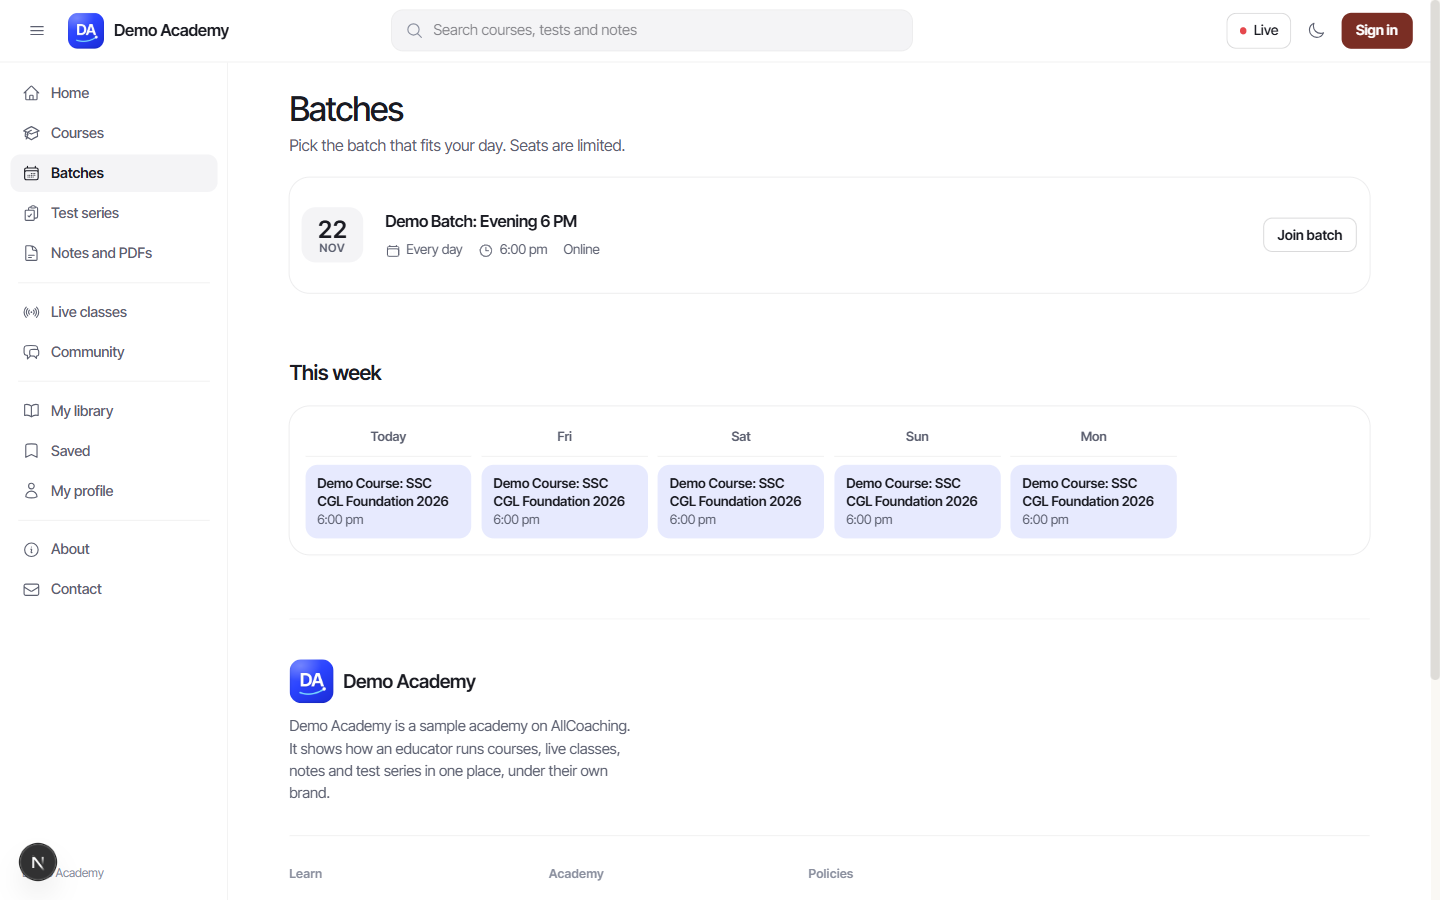 DA Demo Academy
Search courses, tests and notes
Live
Sign in
Home
Courses
Batches
Test series
Notes and PDFs
Live classes
Community
My library
Saved
My profile
About
Contact
N
Academy
Batches
Pick the batch that fits your day. Seats are limited.
22
NOV
Demo Batch: Evening 6 PM
Every day 6:00 pm Online
Join batch
This week
Today Fri Sat Sun Mon
Demo Course: SSC
CGL Foundation 2026
6:00 pm
Demo Course: SSC
CGL Foundation 2026
6:00 pm
Demo Course: SSC
CGL Foundation 2026
6:00 pm
Demo Course: SSC
CGL Foundation 2026
6:00 pm
Demo Course: SSC
CGL Foundation 2026
6:00 pm
DA Demo Academy
Demo Academy is a sample academy on AllCoaching.
It shows how an educator runs courses, live classes,
notes and test series in one place, under their own
brand.
Learn Academy Policies